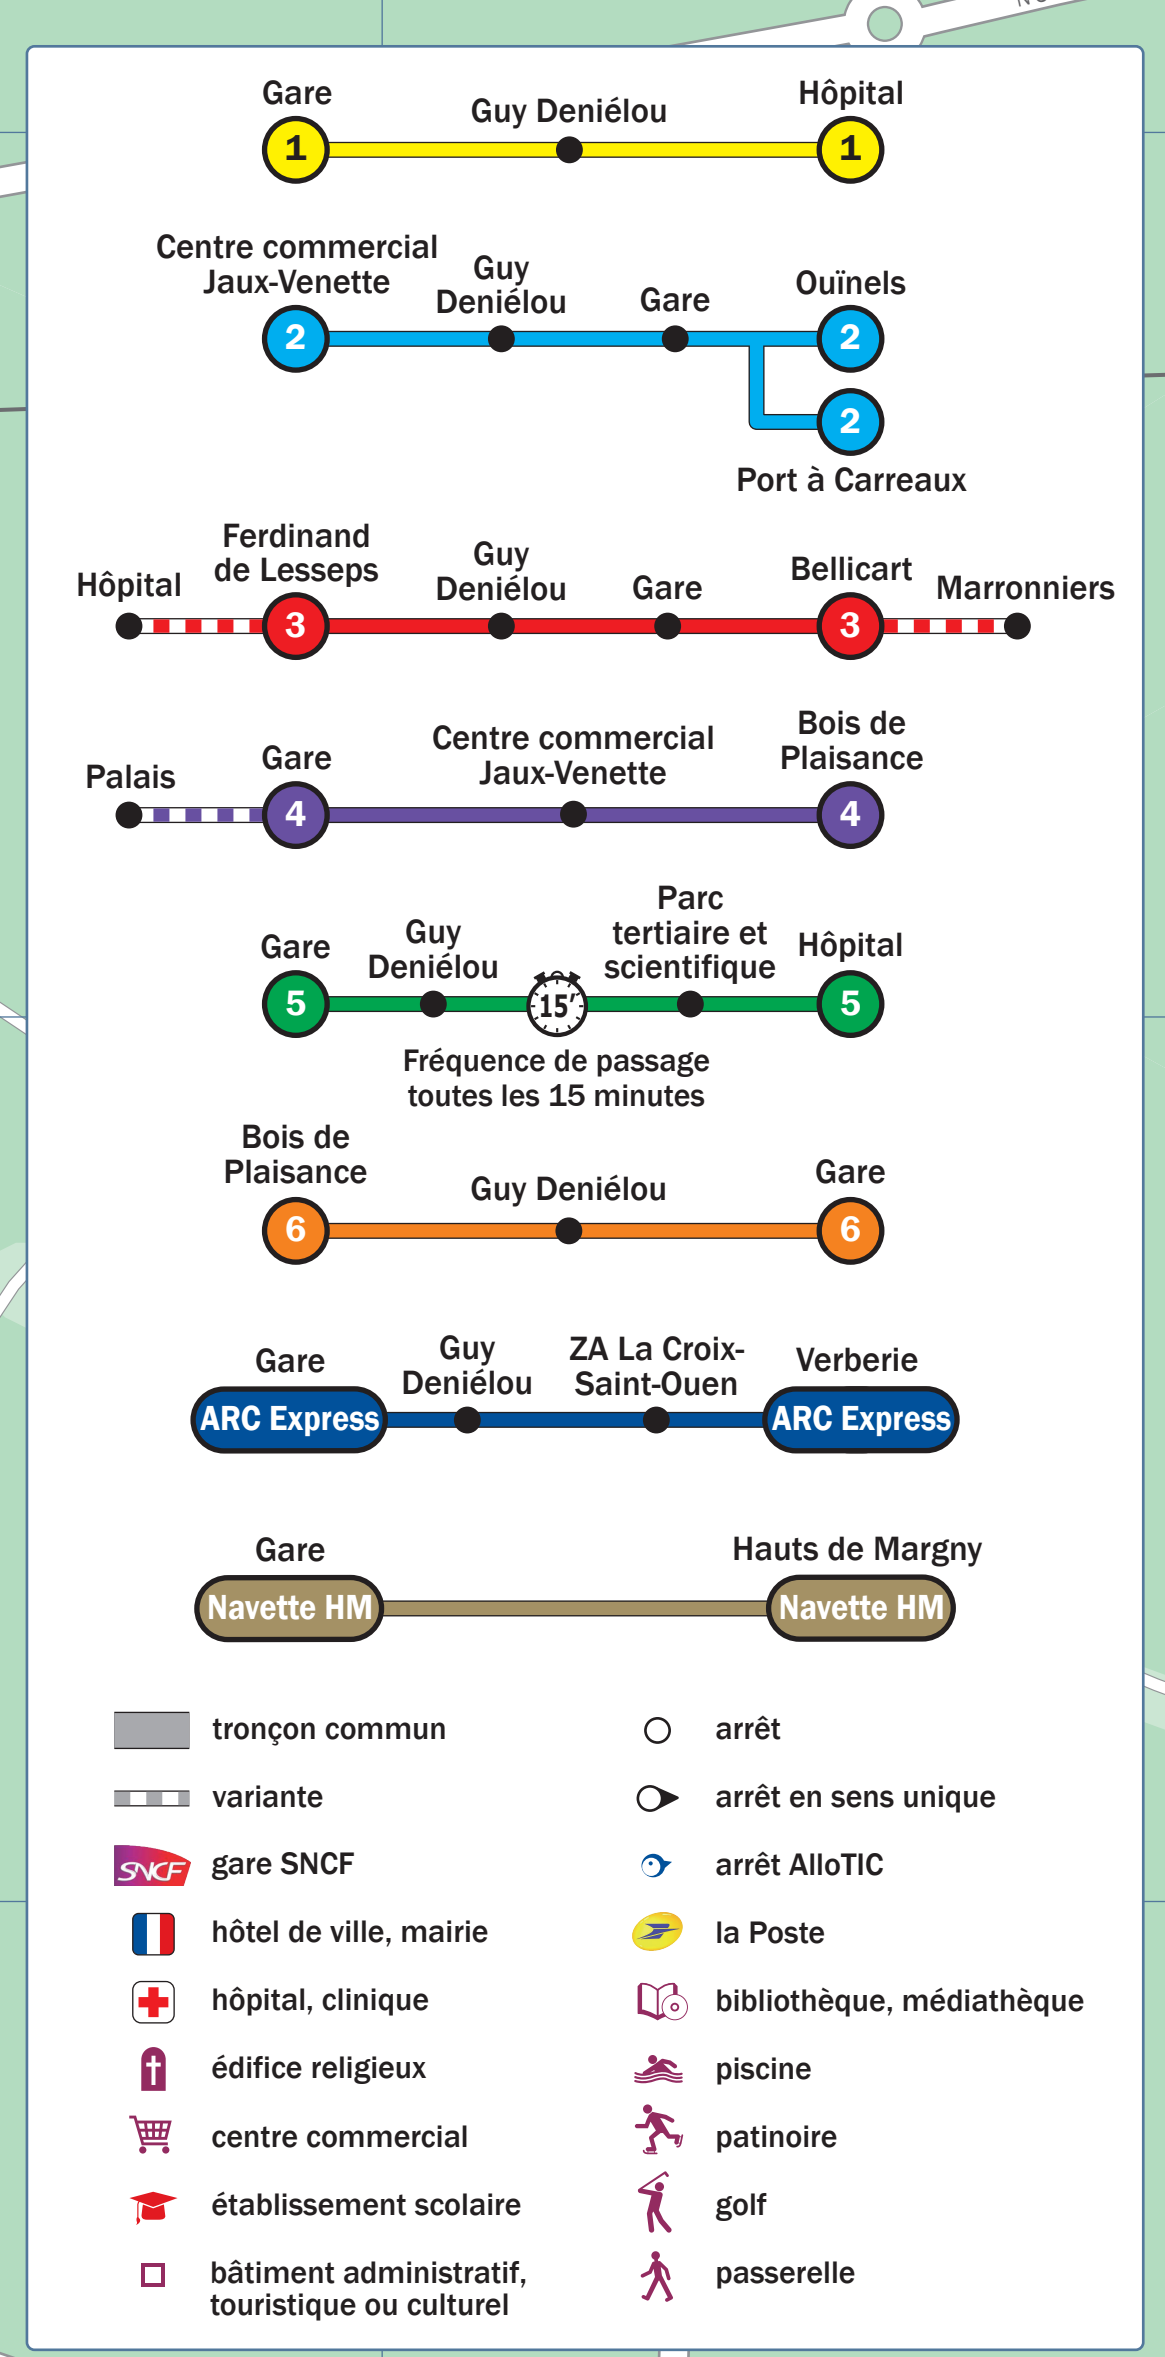 Gare
Guy Deniélou
Hôpital
1
1
Centre commercial
Jaux-Venette
Guy
Deniélou
Gare
Ouïnels
2
2
2
Port à Carreaux
Hôpital
Ferdinand
de Lesseps
Guy
Deniélou
Gare
Bellicart
Marronniers
3
3
Palais
Gare
Centre commercial
Jaux-Venette
Bois de
Plaisance
4
4
Gare
Guy
Deniélou
Parc
tertiaire et
scientifique
Hôpital
5
15'
5
Fréquence de passage
toutes les 15 minutes
Bois de
Plaisance
Guy Deniélou
Gare
6
6
Gare
Guy
Deniélou
ZA La Croix-
Saint-Ouen
Verberie
ARC Express
ARC Express
Gare
Hauts de Margny
Navette HM
Navette HM
tronçon commun
arrêt
variante
arrêt en sens unique
SNCF
gare SNCF
arrêt AlloTIC
hôtel de ville, mairie
la Poste
hôpital, clinique
bibliothèque, médiathèque
édifice religieux
piscine
centre commercial
patinoire
établissement scolaire
golf
bâtiment administratif,
touristique ou culturel
passerelle